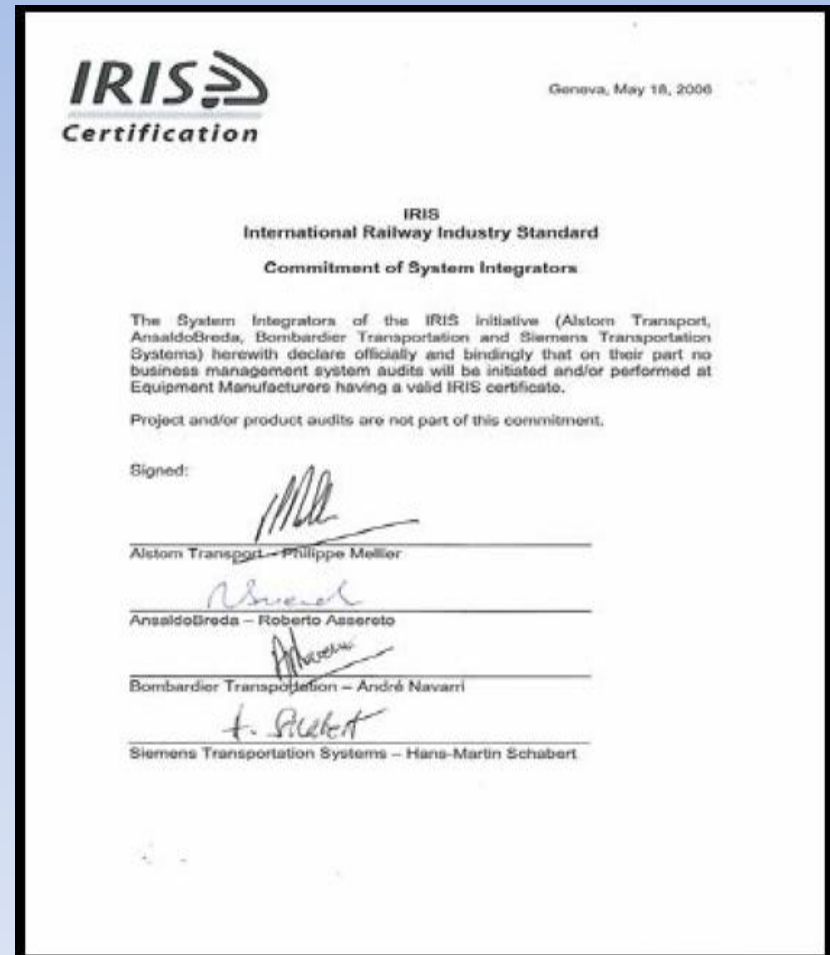 IRIS
Certification
Geneva, May 18, 2006
IRIS
International Railway Industry Standard
Commitment of System Integrators
The System Integrators of the IRIS initiative (Alstom Transport,
AnsaldoBreda, Bombardier Transportation and Siemens Transportation
Systems) herewith declare officially and bindingly that on their part no
business management system audits will be initiated and/or performed at
Equipment Manufacturers having a valid IRIS certificate.
Project and/or product audits are not part of this commitment.
Signed:
Alstom Transport – Philippe Mellier
AnsaldoBreda – Roberto Assereto
Bombardier Transportation – André Navarri
Siemens Transportation Systems – Hans-Martin Schabert